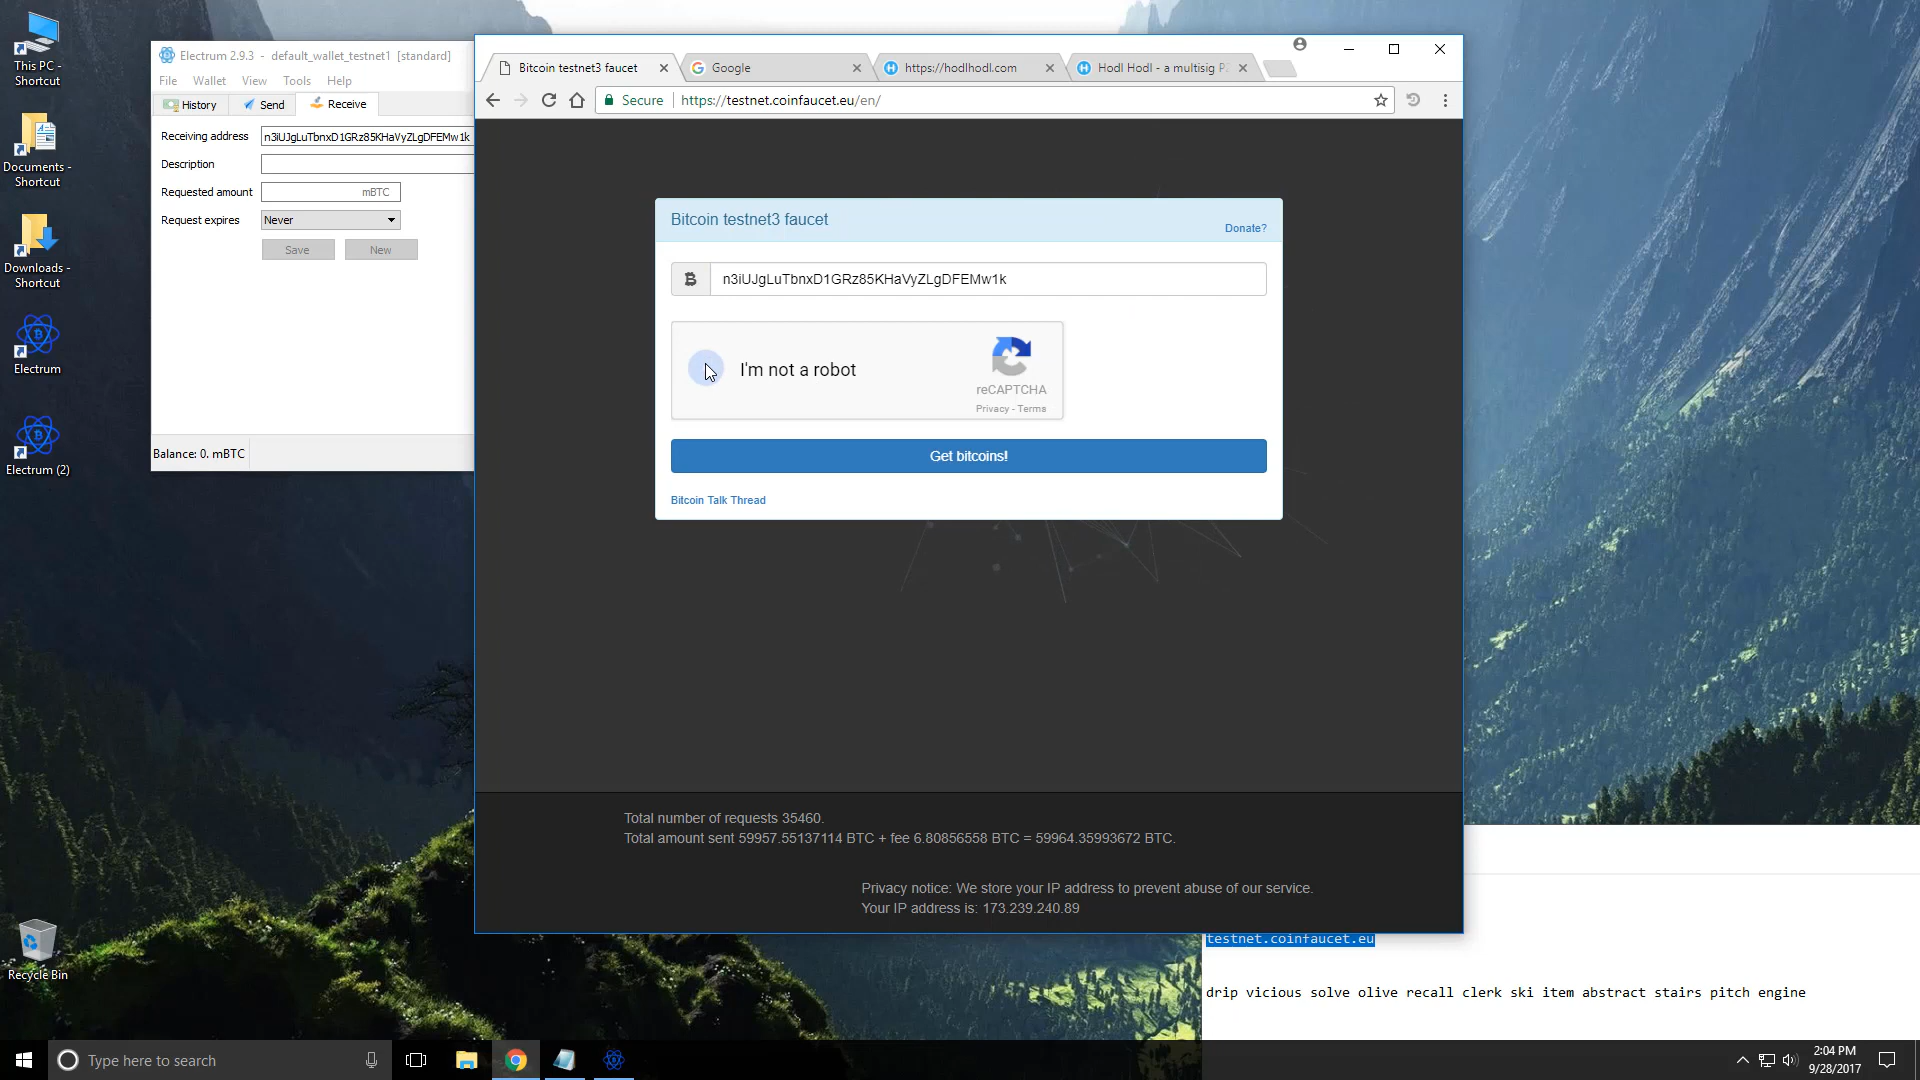 This PC -
Shortcut
Documents -
Shortcut
Downloads -
Shortcut
Electrum
Electrum (2)
Recycle Bin
Electrum 2.9.3 - default_wallet_testnet1 [standard]
File Wallet View Tools Help
History Send Receive
Receiving address n3iUJgLuTbnxD1GRz85KHaVyZLgDFEMw1k
Description
Requested amount mBTC
Request expires Never
Save New
Balance: 0. mBTC
Bitcoin testnet3 faucet Google https://hodlhodl.com Hodl Hodl - a multisig P2
Secure https://testnet.coinfaucet.eu/en/
Bitcoin testnet3 faucet
Donate?
n3iUJgLuTbnxD1GRz85KHaVyZLgDFEMw1k
I'm not a robot
reCAPTCHA
Privacy - Terms
Get bitcoins!
Bitcoin Talk Thread
Total number of requests 35460.
Total amount sent 59957.55137114 BTC + fee 6.80856558 BTC = 59964.35993672 BTC.
Privacy notice: We store your IP address to prevent abuse of our service.
Your IP address is: 173.239.240.89
testnet.coinfaucet.eu
drip vicious solve olive recall clerk ski item abstract stairs pitch engine
Type here to search
2:04 PM
9/28/2017